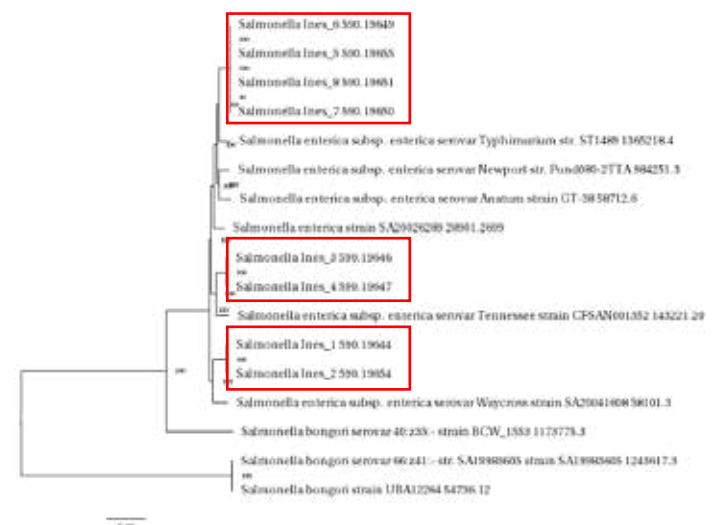 Salmonella Ines_6 590.19649
Salmonella Ines_5 590.19655
Salmonella Ines_8 590.19651
Salmonella Ines_7 590.19650
Salmonella enterica subsp. enterica serovar Typhimurium str. ST1489 1365218.4
Salmonella enterica subsp. enterica serovar Newport str. 984251.3
Salmonella enterica subsp. enterica serovar Anatum strain GT-38 58712.6
Salmonella enterica strain SA20026289 28901.2699
Salmonella Ines_3 590.19646
Salmonella Ines_4 590.19647
Salmonella enterica subsp. enterica serovar Tennessee strain CFSAN001352 143221.20
Salmonella Ines_1 590.19644
Salmonella Ines_2 590.19654
Salmonella enterica subsp. enterica serovar Waycross strain SA20041608 58101.3
Salmonella bongori serovar 40:z35:- strain BCW_1553 1173775.3
Salmonella bongori serovar 66:z41:- str. SA19983605 strain SA19983605 1243617.3
Salmonella bongori strain UBA12264 54736.12